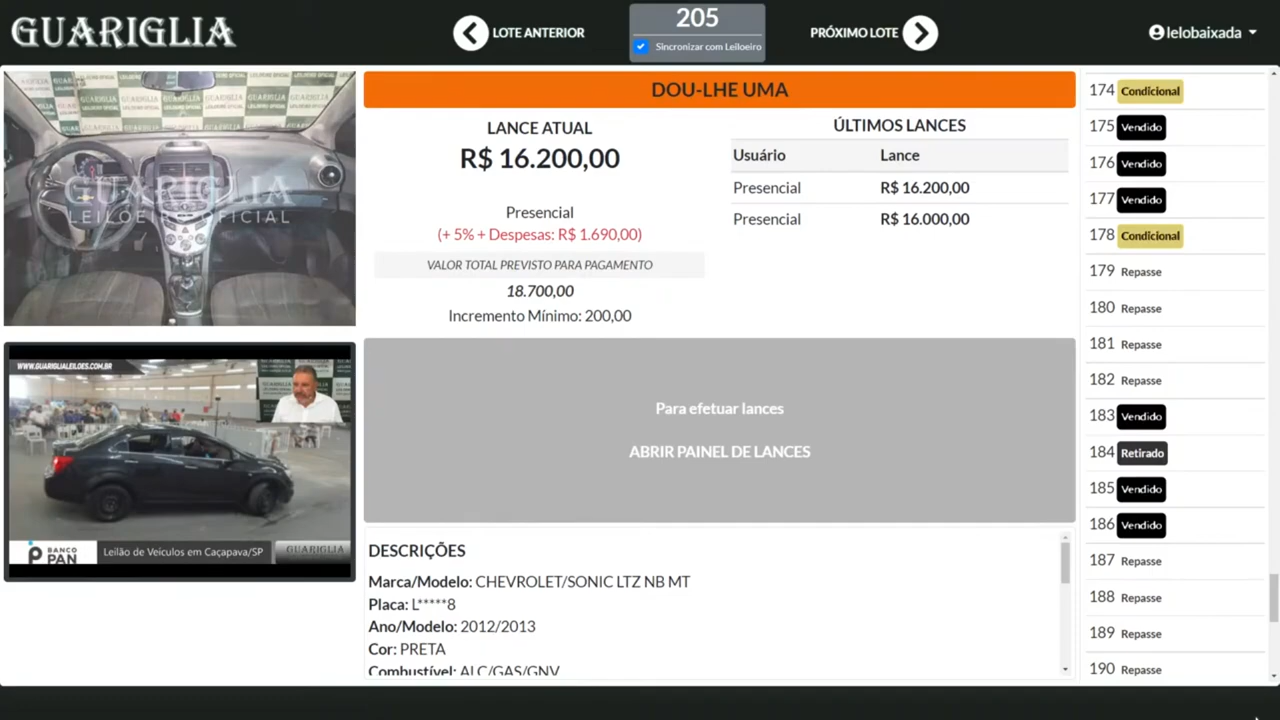 GUARIGLIA
LOTE ANTERIOR
205
Sincronizar com Leiloeiro
PRÓXIMO LOTE
lelobaixada
GUARIGLIA
LEILOEIRO OFICIAL
WWW.GUARIGLIALEILOES.COM.BR
BANCO
PAN
Leilão de Veiculos em Caçapava/SP
GUARIGLIA
DOU-LHE UMA
LANCE ATUAL
R$ 16.200,00
Presencial
(+ 5% + Despesas: R$ 1.690,00)
VALOR TOTAL PREVISTO PARA PAGAMENTO
18.700,00
Incremento Mínimo: 200,00
ÚLTIMOS LANCES
Usuário Lance
Presencial R$ 16.200,00
Presencial R$ 16.000,00
Para efetuar lances
ABRIR PAINEL DE LANCES
DESCRIÇÕES
Marca/Modelo: CHEVROLET/SONIC LTZ NB MT
Placa: L*****8
Ano/Modelo: 2012/2013
Cor: PRETA
Combustível: ALC/GAS/GNV
174 Condicional
175 Vendido
176 Vendido
177 Vendido
178 Condicional
179 Repasse
180 Repasse
181 Repasse
182 Repasse
183 Vendido
184 Retirado
185 Vendido
186 Vendido
187 Repasse
188 Repasse
189 Repasse
190 Repasse